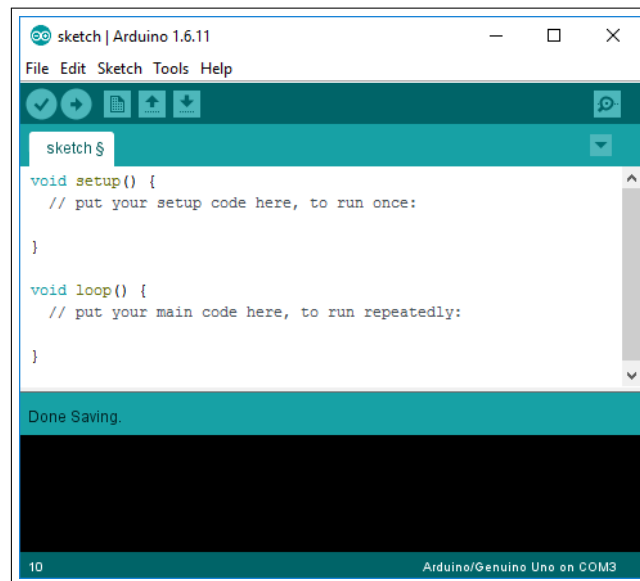 sketch | Arduino 1.6.11
File Edit Sketch Tools Help
sketch §
void setup() {
  // put your setup code here, to run once:
}
void loop() {
  // put your main code here, to run repeatedly:
}
Done Saving.
10 Arduino/Genuino Uno on COM3